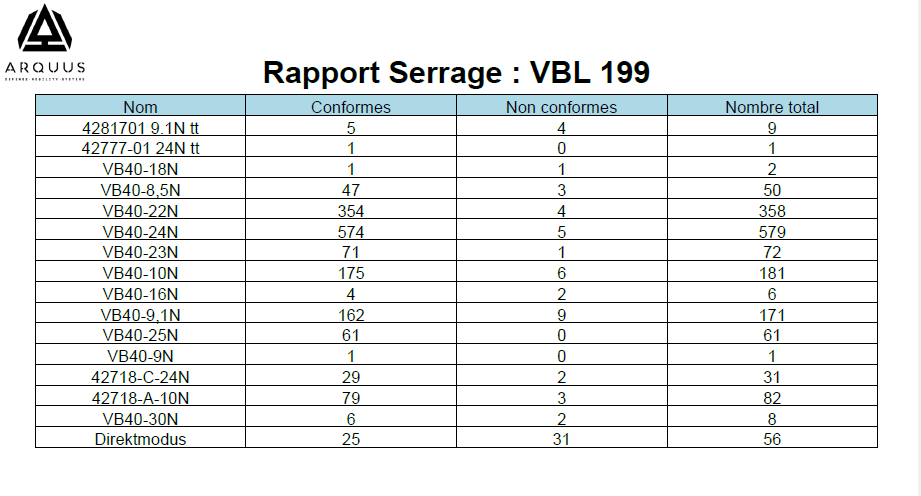 ARQUUS
DEFENSE-MOBILITY-SYSTEMS
Rapport Serrage : VBL 199
Nom Conformes Non conformes Nombre total
4281701 9.1N tt 5 4 9
42777-01 24N tt 1 0 1
VB40-18N 1 1 2
VB40-8,5N 47 3 50
VB40-22N 354 4 358
VB40-24N 574 5 579
VB40-23N 71 1 72
VB40-10N 175 6 181
VB40-16N 4 2 6
VB40-9,1N 162 9 171
VB40-25N 61 0 61
VB40-9N 1 0 1
42718-C-24N 29 2 31
42718-A-10N 79 3 82
VB40-30N 6 2 8
Direktmodus 25 31 56